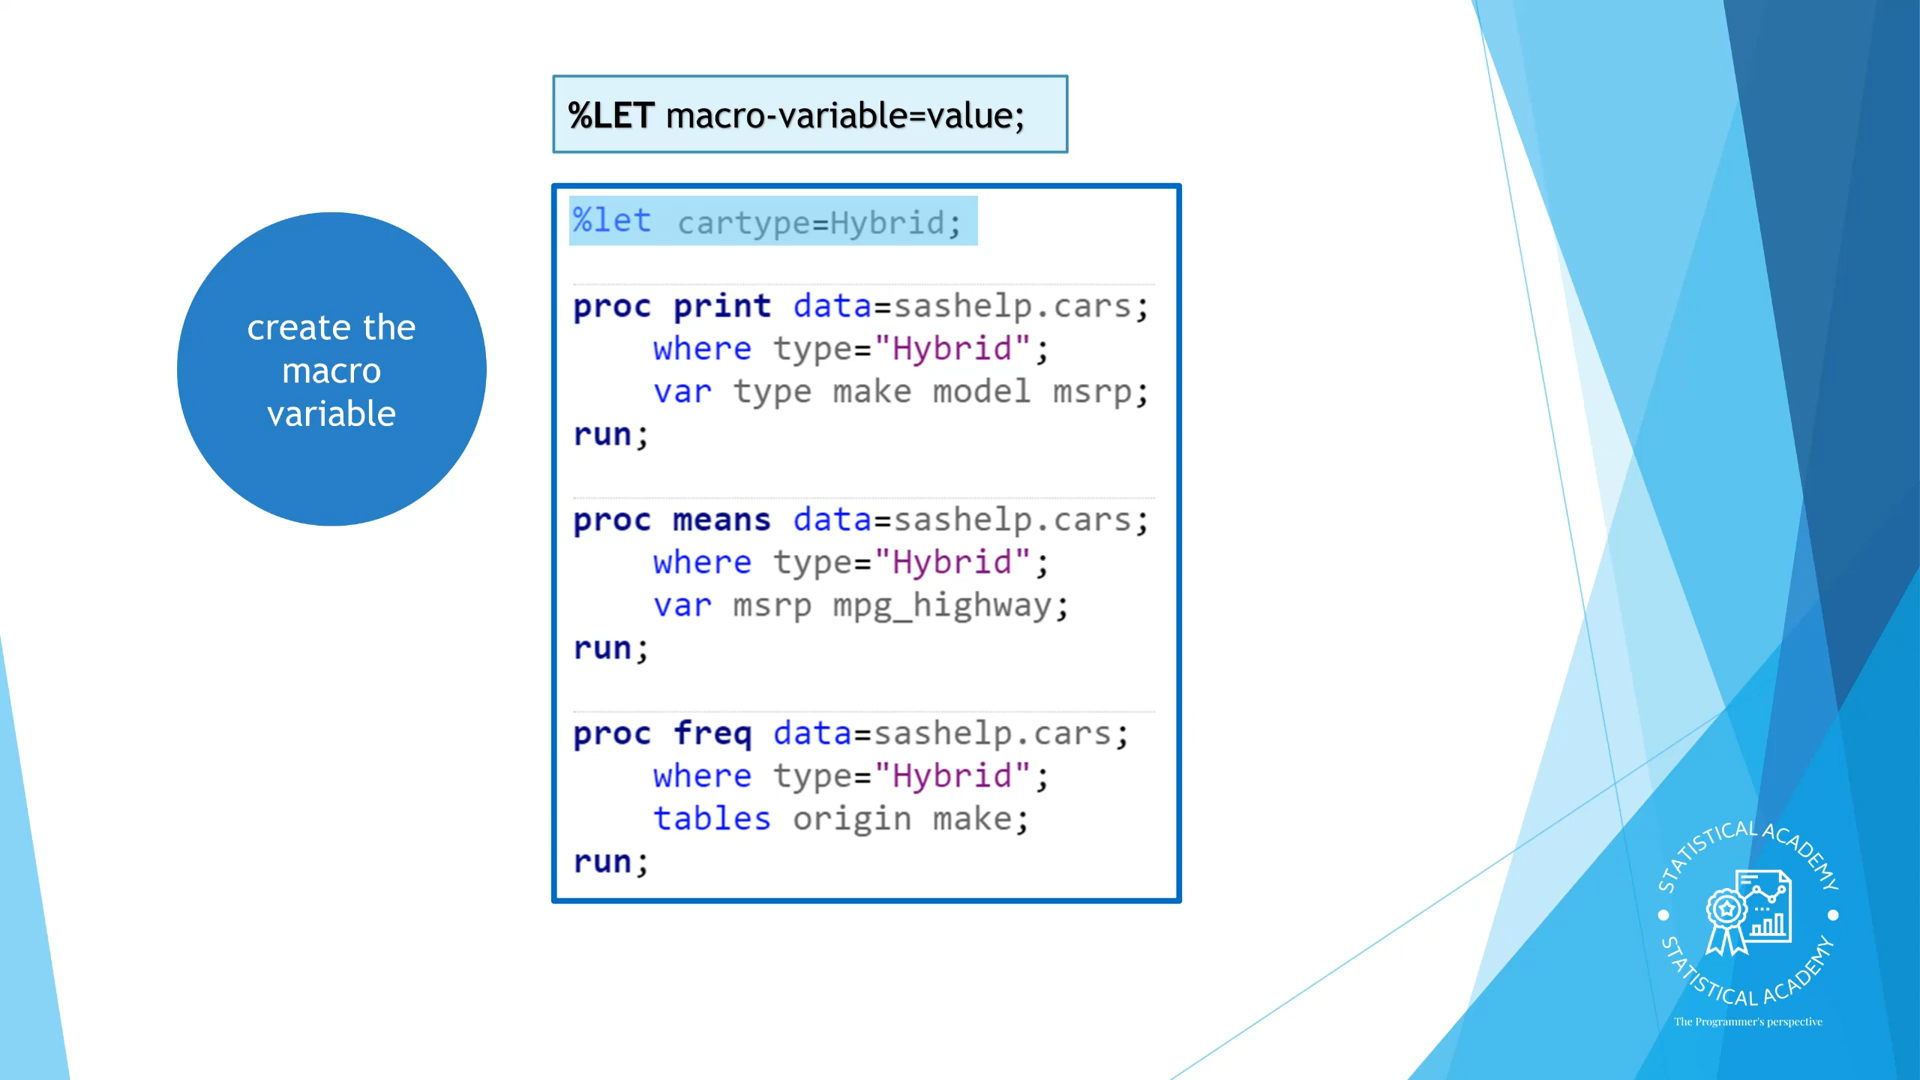 %LET macro-variable=value;
create the
macro
variable
%let cartype=Hybrid;
proc print data=sashelp.cars;
    where type="Hybrid";
    var type make model msrp;
run;
proc means data=sashelp.cars;
    where type="Hybrid";
    var msrp mpg_highway;
run;
proc freq data=sashelp.cars;
    where type="Hybrid";
    tables origin make;
run;
STATISTICAL ACADEMY
STATISTICAL ACADEMY
The Programmer's perspective